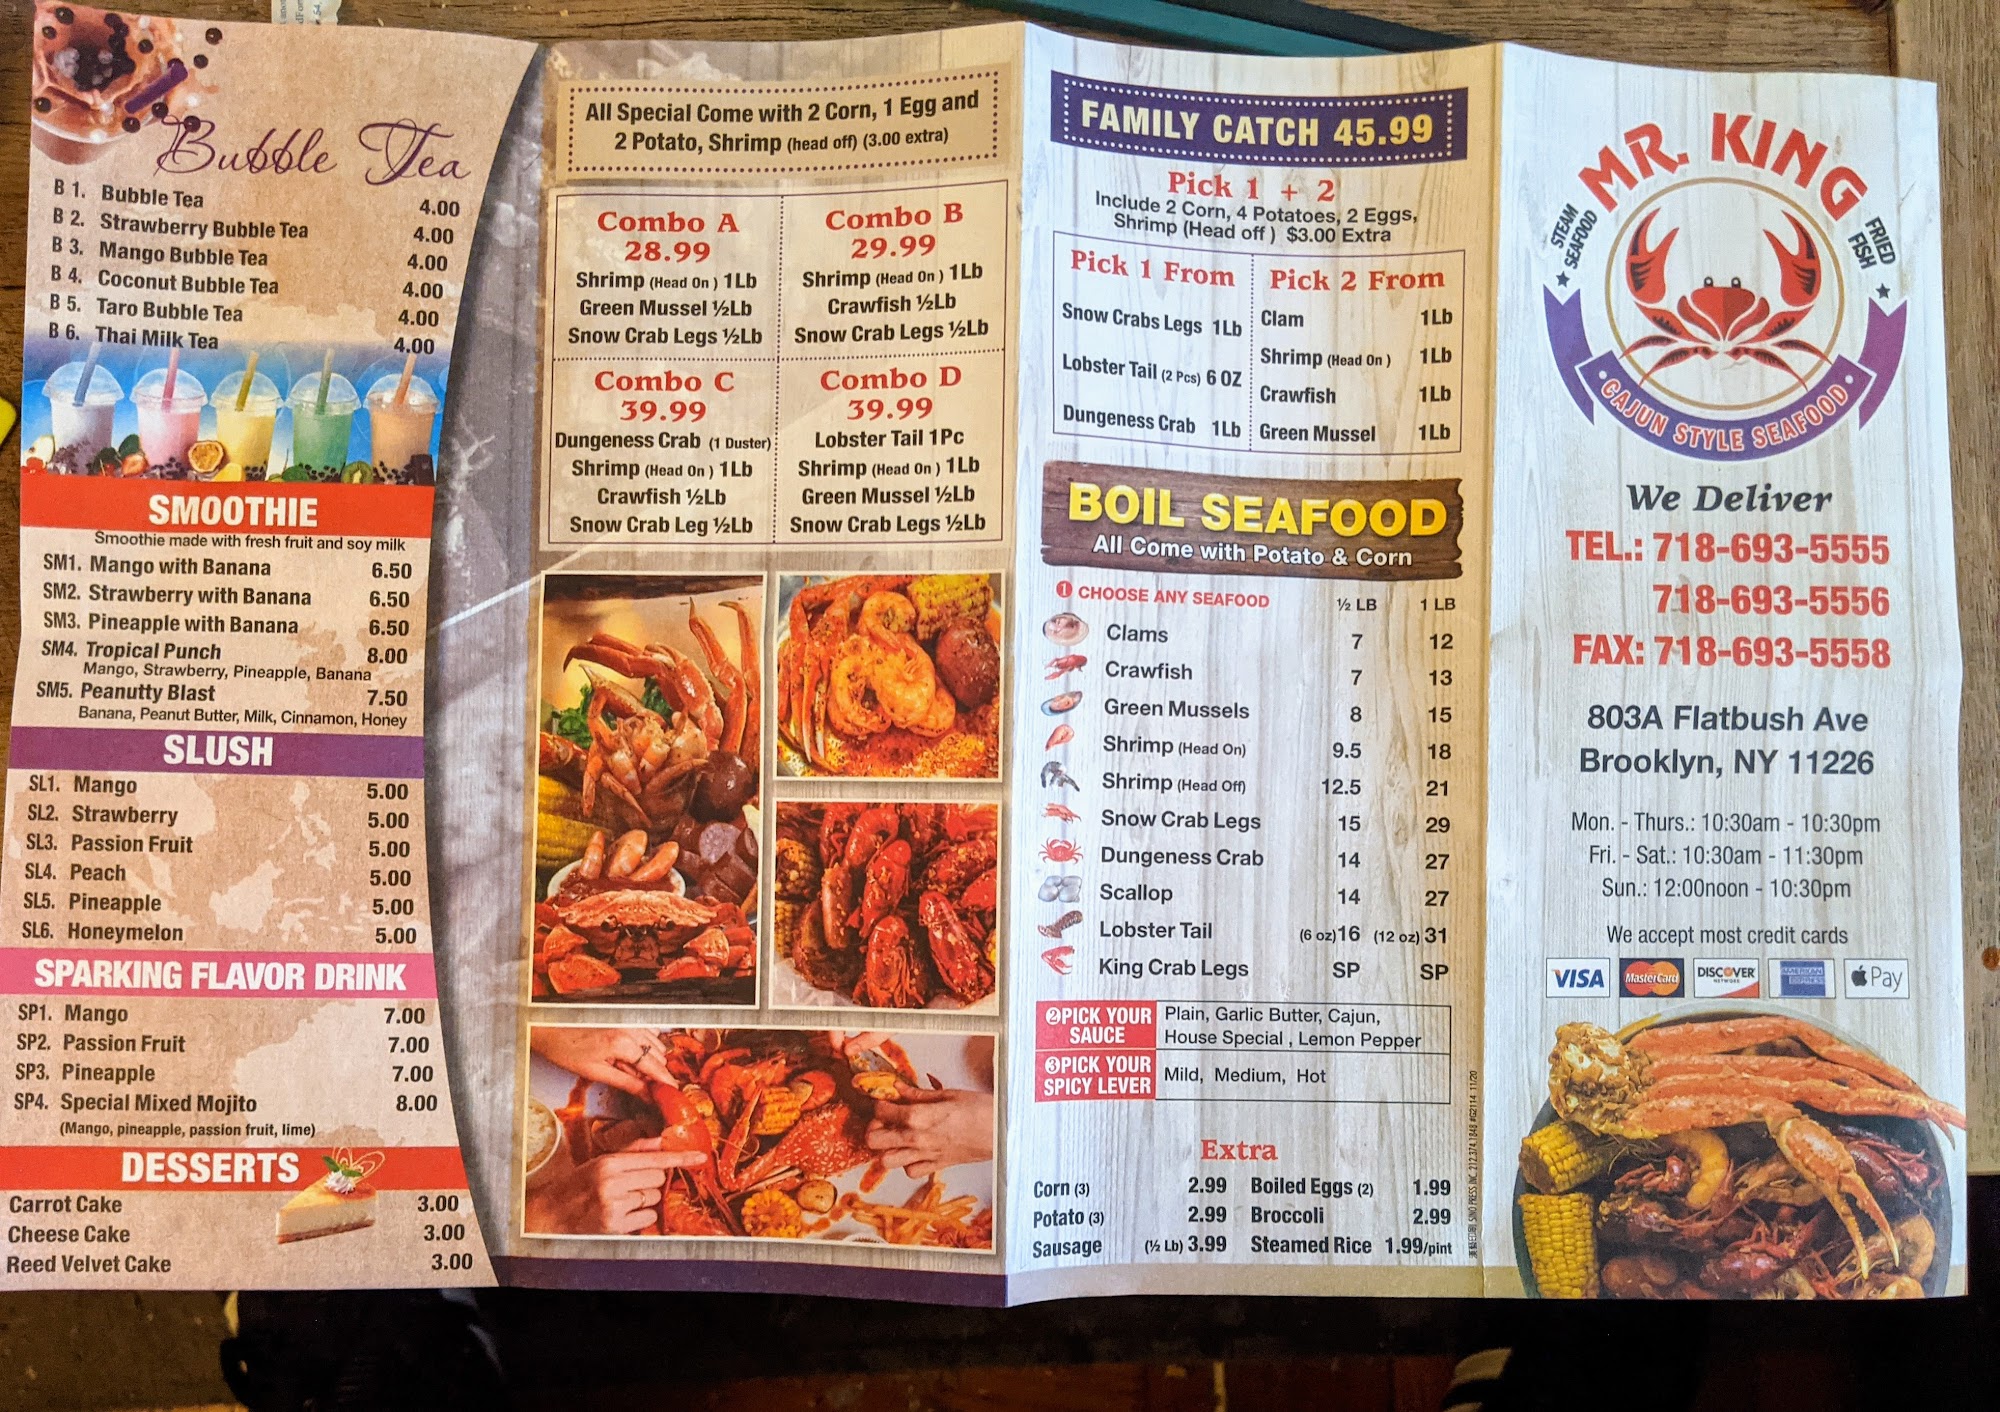 Bubble Tea
B 1. Bubble Tea 4.00
B 2. Strawberry Bubble Tea 4.00
B 3. Mango Bubble Tea 4.00
B 4. Coconut Bubble Tea 4.00
B 5. Taro Bubble Tea 4.00
B 6. Thai Milk Tea 4.00
SMOOTHIE
Smoothie made with fresh fruit and soy milk
SM1. Mango with Banana 6.50
SM2. Strawberry with Banana 6.50
SM3. Pineapple with Banana 6.50
SM4. Tropical Punch 8.00
Mango, Strawberry, Pineapple, Banana
SM5. Peanutty Blast 7.50
Banana, Peanut Butter, Milk, Cinnamon, Honey
SLUSH
SL1. Mango 5.00
SL2. Strawberry 5.00
SL3. Passion Fruit 5.00
SL4. Peach 5.00
SL5. Pineapple 5.00
SL6. Honeymelon 5.00
SPARKING FLAVOR DRINK
SP1. Mango 7.00
SP2. Passion Fruit 7.00
SP3. Pineapple 7.00
SP4. Special Mixed Mojito 8.00
(Mango, pineapple, passion fruit, lime)
DESSERTS
Carrot Cake 3.00
Cheese Cake 3.00
Reed Velvet Cake 3.00
All Special Come with 2 Corn, 1 Egg and
2 Potato, Shrimp (head off) (3.00 extra)
Combo A
28.99
Shrimp (Head On ) 1Lb
Green Mussel ½Lb
Snow Crab Legs ½Lb
Combo B
29.99
Shrimp (Head On ) 1Lb
Crawfish ½Lb
Snow Crab Legs ½Lb
Combo C
39.99
Dungeness Crab (1 Duster)
Shrimp (Head On ) 1Lb
Crawfish ½Lb
Snow Crab Leg ½Lb
Combo D
39.99
Lobster Tail 1Pc
Shrimp (Head On ) 1Lb
Green Mussel ½Lb
Snow Crab Legs ½Lb
FAMILY CATCH 45.99
Pick 1 + 2
Include 2 Corn, 4 Potatoes, 2 Eggs,
Shrimp (Head off ) $3.00 Extra
Pick 1 From
Snow Crabs Legs 1Lb
Lobster Tail (2 Pcs) 6 OZ
Dungeness Crab 1Lb
Pick 2 From
Clam 1Lb
Shrimp (Head On ) 1Lb
Crawfish 1Lb
Green Mussel 1Lb
BOIL SEAFOOD
All Come with Potato & Corn
❶ CHOOSE ANY SEAFOOD ½ LB 1 LB
Clams 7 12
Crawfish 7 13
Green Mussels 8 15
Shrimp (Head On) 9.5 18
Shrimp (Head Off) 12.5 21
Snow Crab Legs 15 29
Dungeness Crab 14 27
Scallop 14 27
Lobster Tail (6 oz) 16 (12 oz) 31
King Crab Legs SP SP
❷PICK YOUR SAUCE
Plain, Garlic Butter, Cajun,
House Special , Lemon Pepper
❸PICK YOUR SPICY LEVER
Mild, Medium, Hot
Extra
Corn (3) 2.99 Boiled Eggs (2) 1.99
Potato (3) 2.99 Broccoli 2.99
Sausage (½ Lb) 3.99 Steamed Rice 1.99/pint
SINO PRESS INC 212.374.1848 #G2114 11/20
MR. KING
STEAM SEAFOOD
FRIED FISH
CAJUN STYLE SEAFOOD
We Deliver
TEL.: 718-693-5555
718-693-5556
FAX: 718-693-5558
803A Flatbush Ave
Brooklyn, NY 11226
Mon. - Thurs.: 10:30am - 10:30pm
Fri. - Sat.: 10:30am - 11:30pm
Sun.: 12:00noon - 10:30pm
We accept most credit cards
VISA
MasterCard
DISCOVER NETWORK
AMERICAN EXPRESS
Pay